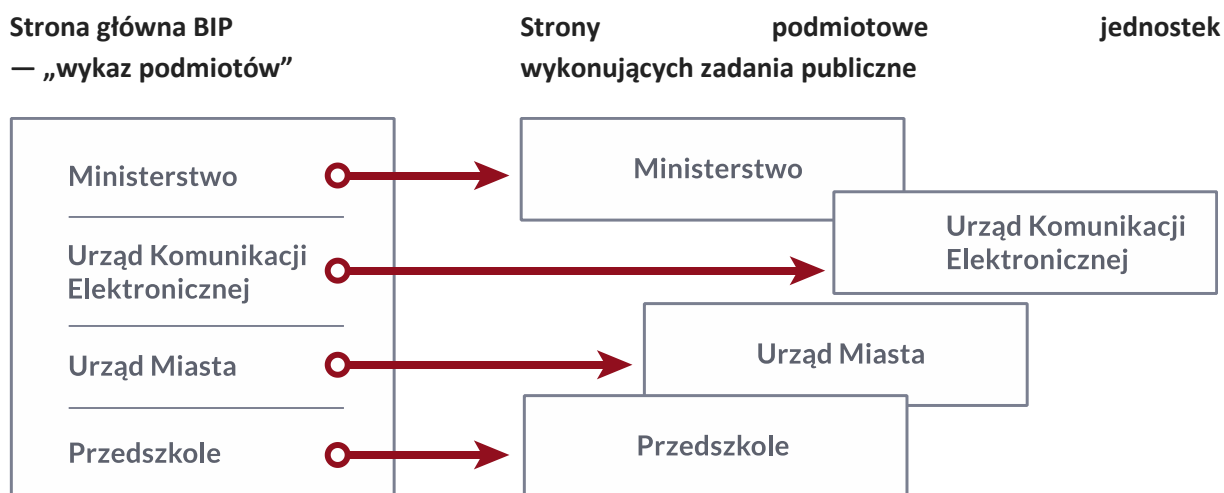 Strona główna BIP
— „wykaz podmiotów”
Strony podmiotowe jednostek
wykonujących zadania publiczne
Ministerstwo
Urząd Komunikacji
Elektronicznej
Urząd Miasta
Przedszkole
Ministerstwo
Urząd Komunikacji
Elektronicznej
Urząd Miasta
Przedszkole